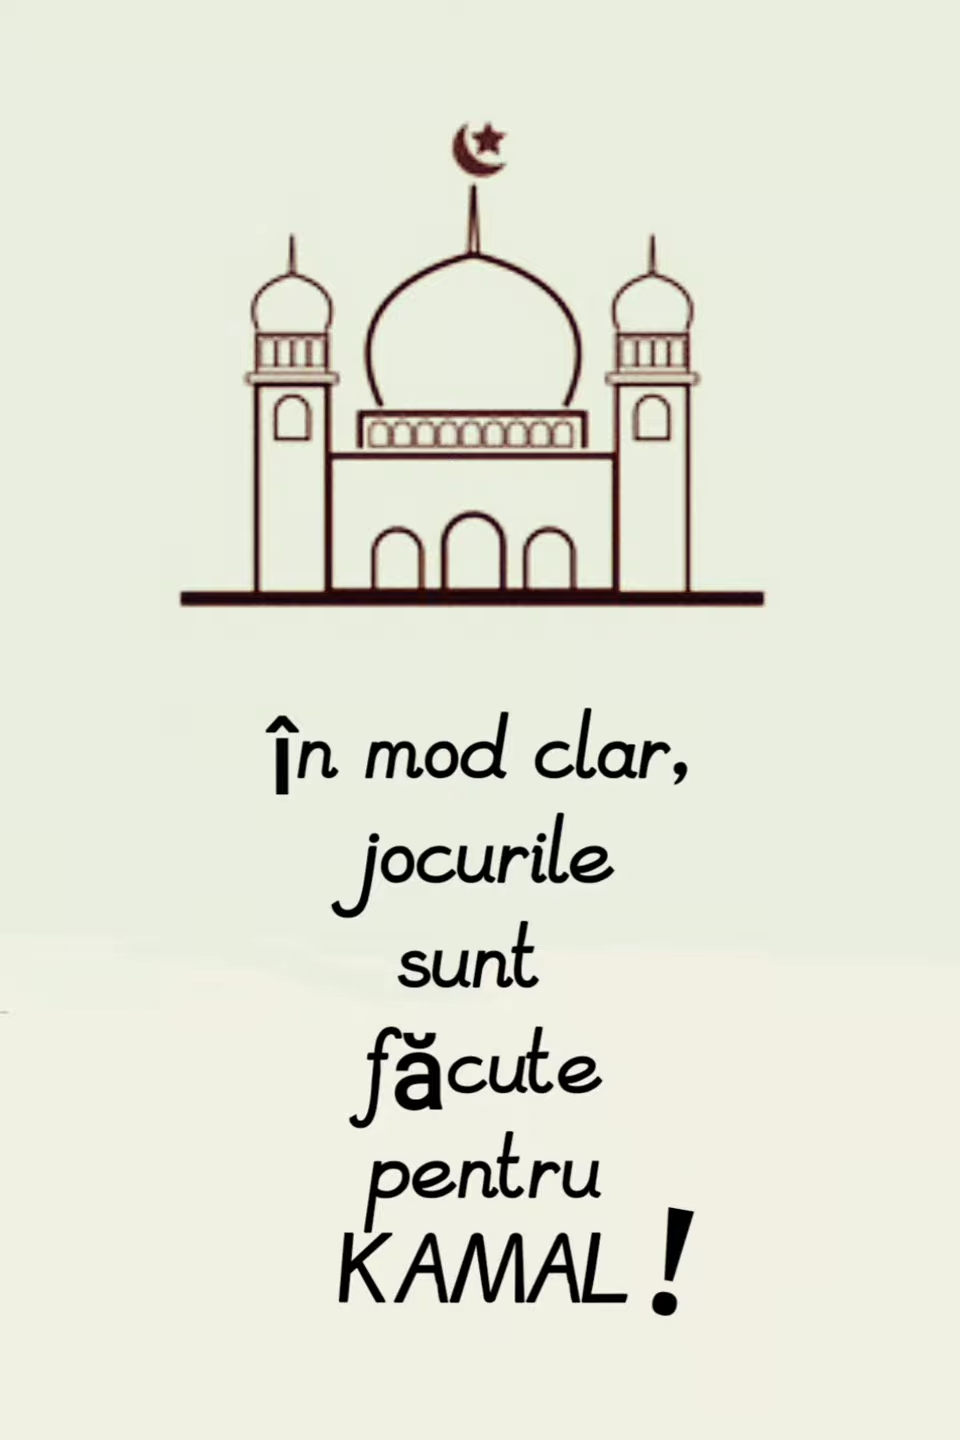 În mod clar,
jocurile
sunt
făcute
pentru
KAMAL!